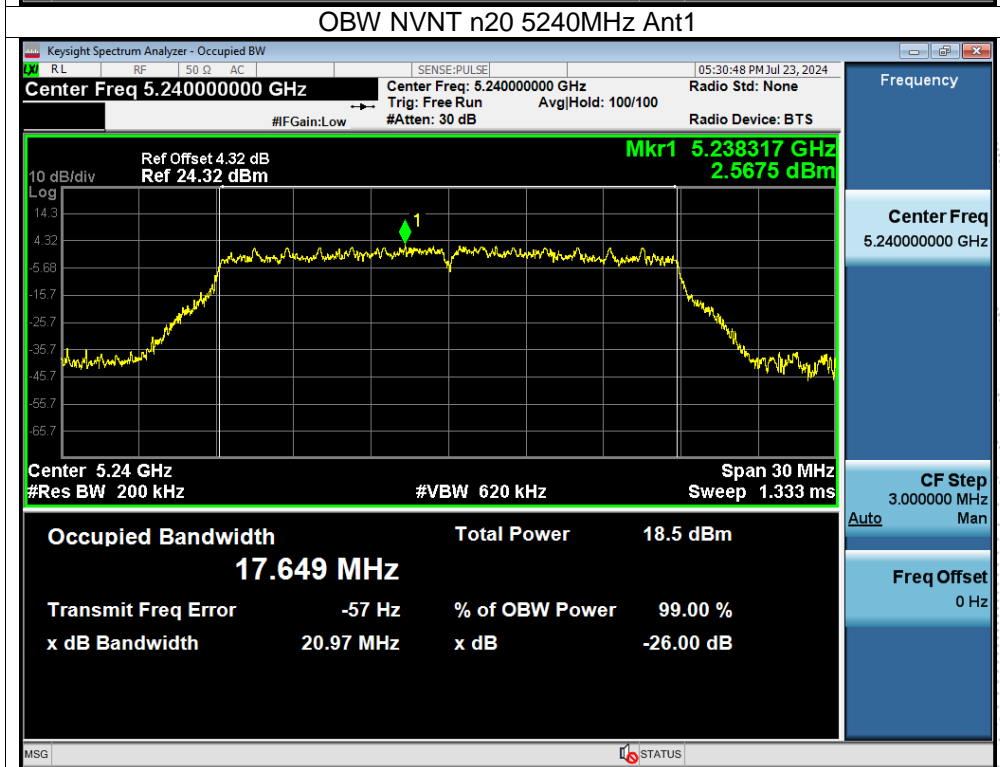 OBW NVNT n20 5240MHz Ant1
Keysight Spectrum Analyzer - Occupied BW
LXI RL RF 50 Ω AC SENSE:PULSE 05:30:48 PM Jul 23, 2024
Center Freq 5.240000000 GHz
Center Freq: 5.240000000 GHz Radio Std: None
Trig: Free Run Avg|Hold: 100/100
#IFGain:Low #Atten: 30 dB Radio Device: BTS
Frequency
Mkr1 5.238317 GHz
2.5675 dBm
Ref Offset 4.32 dB
10 dB/div Ref 24.32 dBm
Log
14.3
4.32
-5.68
-15.7
-25.7
-35.7
-45.7
-55.7
-65.7
1
Center 5.24 GHz Span 30 MHz
#Res BW 200 kHz #VBW 620 kHz Sweep 1.333 ms
Center Freq
5.240000000 GHz
CF Step
3.000000 MHz
Auto Man
Freq Offset
0 Hz
Occupied Bandwidth Total Power 18.5 dBm
17.649 MHz
Transmit Freq Error -57 Hz % of OBW Power 99.00 %
x dB Bandwidth 20.97 MHz x dB -26.00 dB
MSG STATUS